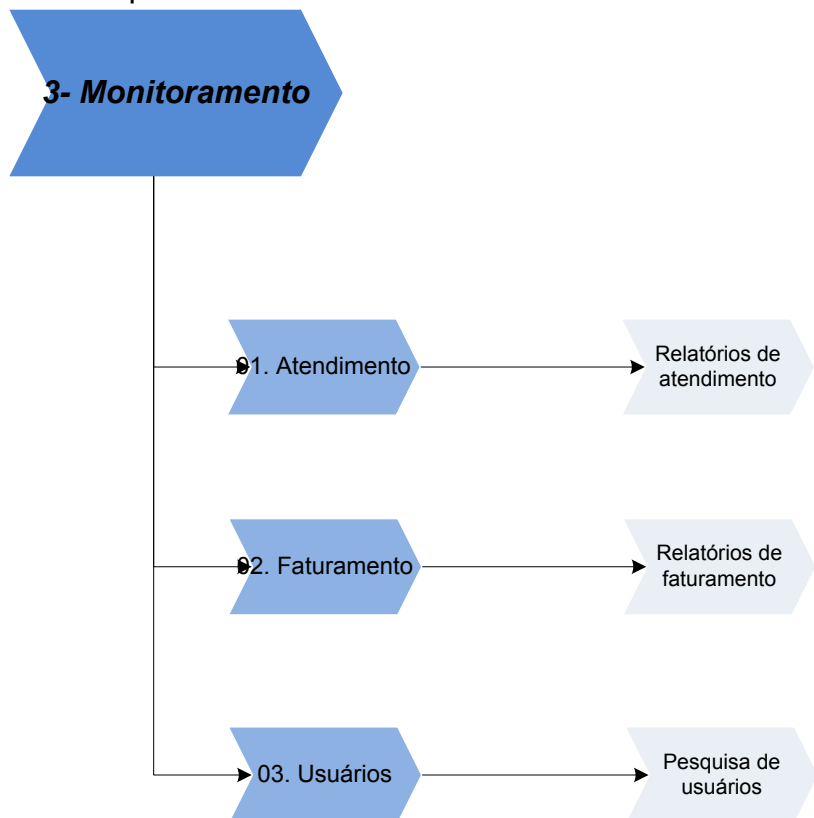 3- Monitoramento
01. Atendimento
Relatórios de
atendimento
02. Faturamento
Relatórios de
faturamento
03. Usuários
Pesquisa de
usuários